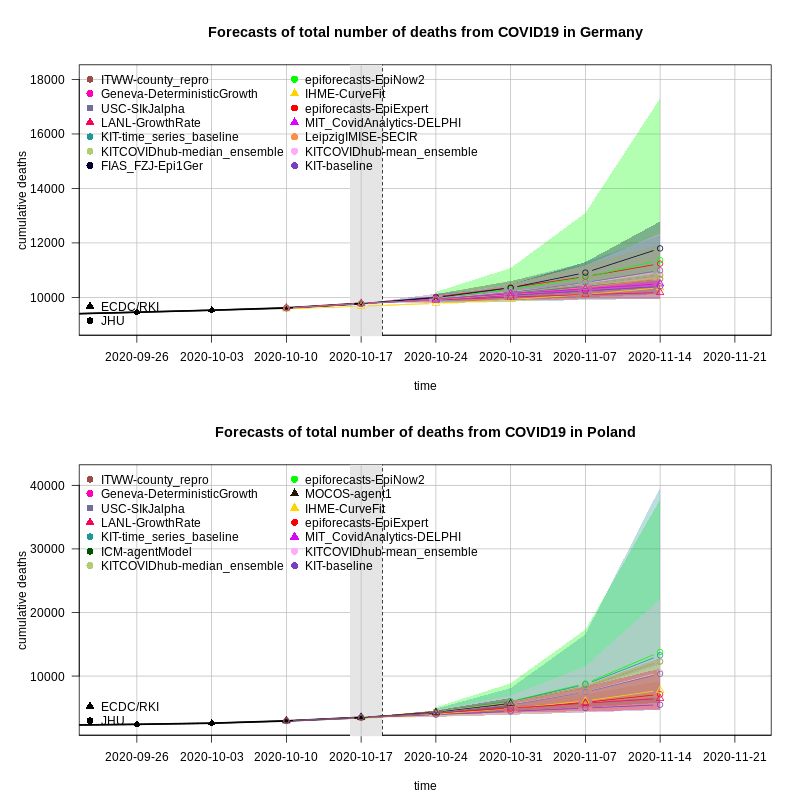 Forecasts of total number of deaths from COVID19 in Germany
cumulative deaths
18000
16000
14000
12000
10000
ITWW-county_repro
Geneva-DeterministicGrowth
USC-SIkJalpha
LANL-GrowthRate
KIT-time_series_baseline
KITCOVIDhub-median_ensemble
FIAS_FZJ-Epi1Ger
epiforecasts-EpiNow2
IHME-CurveFit
epiforecasts-EpiExpert
MIT_CovidAnalytics-DELPHI
LeipzigIMISE-SECIR
KITCOVIDhub-mean_ensemble
KIT-baseline
ECDC/RKI
JHU
2020-09-26 2020-10-03 2020-10-10 2020-10-17 2020-10-24 2020-10-31 2020-11-07 2020-11-14 2020-11-21
time
Forecasts of total number of deaths from COVID19 in Poland
cumulative deaths
40000
30000
20000
10000
ITWW-county_repro
Geneva-DeterministicGrowth
USC-SIkJalpha
LANL-GrowthRate
KIT-time_series_baseline
ICM-agentModel
KITCOVIDhub-median_ensemble
epiforecasts-EpiNow2
MOCOS-agent1
IHME-CurveFit
epiforecasts-EpiExpert
MIT_CovidAnalytics-DELPHI
KITCOVIDhub-mean_ensemble
KIT-baseline
ECDC/RKI
JHU
2020-09-26 2020-10-03 2020-10-10 2020-10-17 2020-10-24 2020-10-31 2020-11-07 2020-11-14 2020-11-21
time